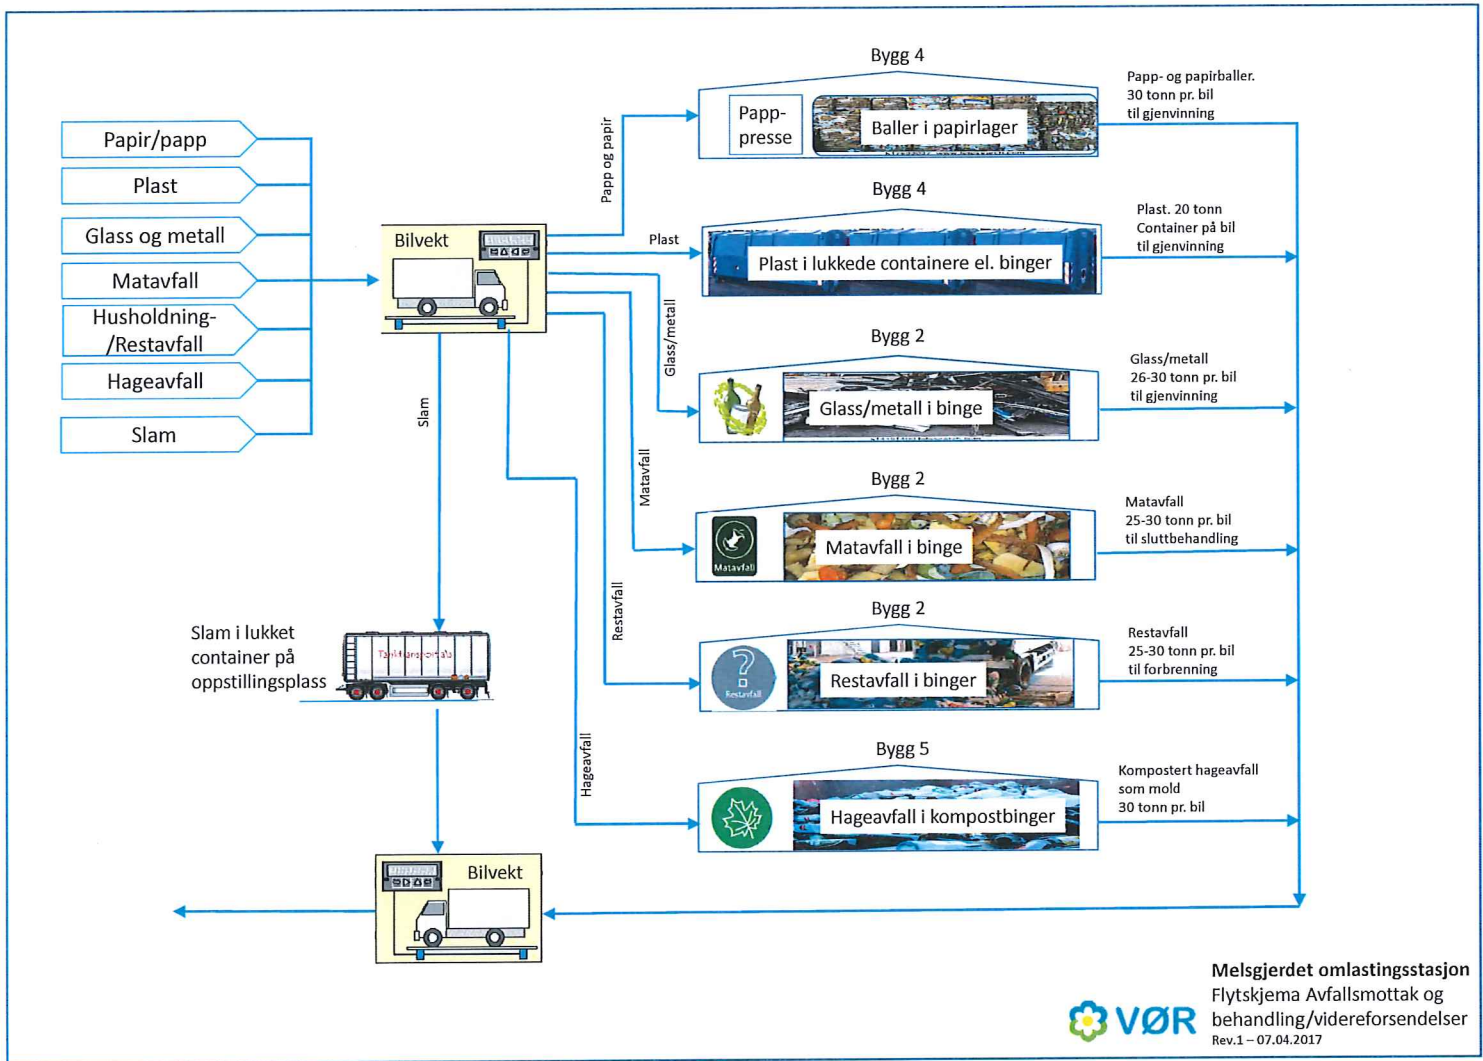 Papir/papp
Plast
Glass og metall
Matavfall
Husholdning-
/Restavfall
Hageavfall
Slam
Bilvekt
Papp og papir
Plast
Glass/metall
Matavfall
Restavfall
Hageavfall
Slam
Bygg 4
Papp-
presse
Baller i papirlager
Papp- og papirballer.
30 tonn pr. bil
til gjenvinning
Bygg 4
Plast i lukkede containere el. binger
Plast. 20 tonn
Container på bil
til gjenvinning
Bygg 2
Glass/metall i binge
Glass/metall
26-30 tonn pr. bil
til gjenvinning
Bygg 2
Matavfall
Matavfall i binge
Matavfall
25-30 tonn pr. bil
til sluttbehandling
Bygg 2
?
Restavfall
Restavfall i binger
Restavfall
25-30 tonn pr. bil
til forbrenning
Bygg 5
Hageavfall i kompostbinger
Kompostert hageavfall
som mold
30 tonn pr. bil
Slam i lukket
container på
oppstillingsplass
Bilvekt
VØR
Melsgjerdet omlastingsstasjon
Flytskjema Avfallsmottak og
behandling/videreforsendelser
Rev.1 – 07.04.2017